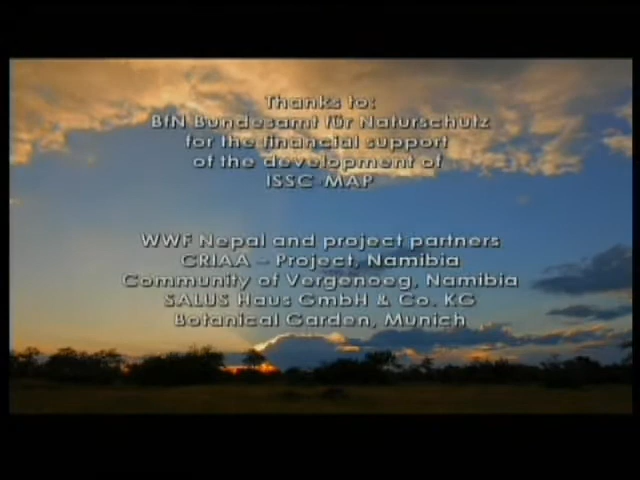 Thanks to:
BfN Bundesamt für Naturschutz
for the financial support
of the development of
ISSC-MAP
WWF Nepal and project partners
CRIAA – Project, Namibia
Community of Vergenoeg, Namibia
SALUS Haus GmbH & Co. KG
Botanical Garden, Munich